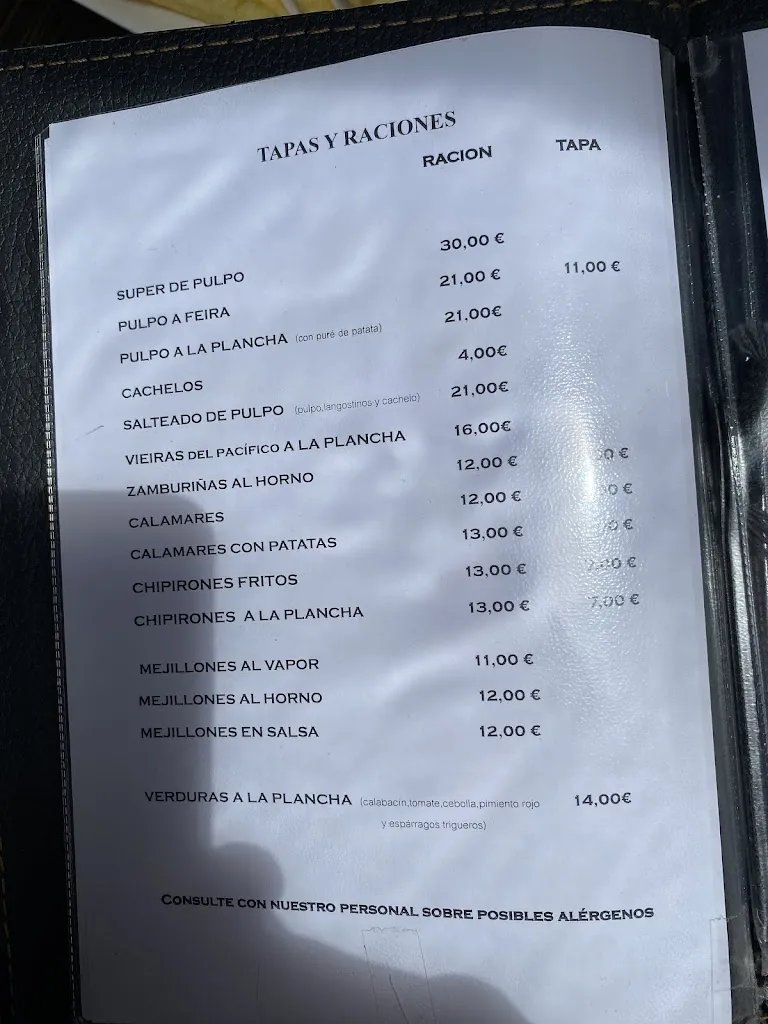 TAPAS Y RACIONES
RACION TAPA
SUPER DE PULPO 30,00 €
PULPO A FEIRA 21,00 € 11,00 €
PULPO A LA PLANCHA (con puré de patata) 21,00€
CACHELOS 4,00€
SALTEADO DE PULPO (pulpo,langostinos y cachelo) 21,00€
VIEIRAS DEL PACÍFICO A LA PLANCHA 16,00€
ZAMBURIÑAS AL HORNO 12,00 € €
CALAMARES 12,00 € €
CALAMARES CON PATATAS 13,00 € €
CHIPIRONES FRITOS 13,00 € €
CHIPIRONES A LA PLANCHA 13,00 € 7,00 €
MEJILLONES AL VAPOR 11,00 €
MEJILLONES AL HORNO 12,00 €
MEJILLONES EN SALSA 12,00 €
VERDURAS A LA PLANCHA (calabacín,tomate,cebolla,pimiento rojo 14,00€
y espárragos trigueros)
CONSULTE CON NUESTRO PERSONAL SOBRE POSIBLES ALÉRGENOS